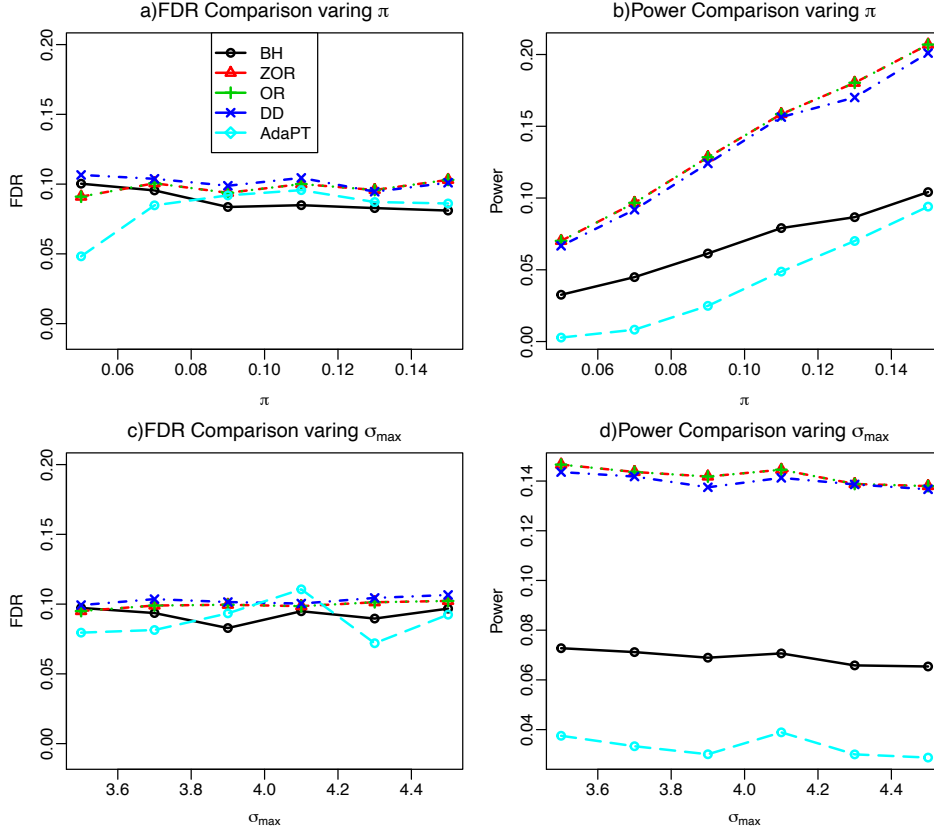 a)FDR Comparison varing π
FDR
0.00 0.05 0.10 0.15 0.20
BH
ZOR
OR
DD
AdaPT
0.06 0.08 0.10 0.12 0.14
π
b)Power Comparison varing π
Power
0.00 0.05 0.10 0.15 0.20
0.06 0.08 0.10 0.12 0.14
π
c)FDR Comparison varing σmax
FDR
0.00 0.05 0.10 0.15 0.20
3.6 3.8 4.0 4.2 4.4
σmax
d)Power Comparison varing σmax
Power
0.04 0.06 0.08 0.10 0.12 0.14
3.6 3.8 4.0 4.2 4.4
σmax